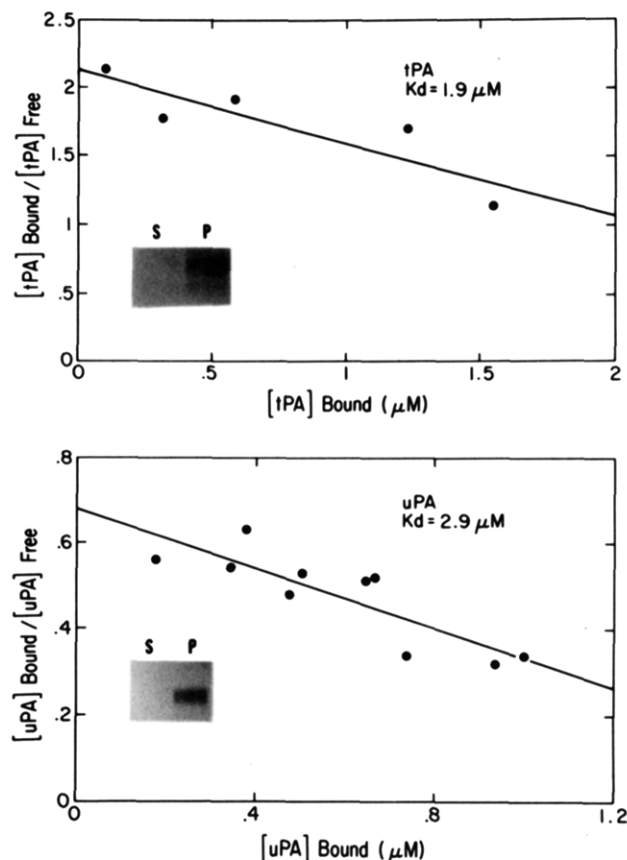 2.5
2
1.5
1
.5
0
[tPA] Bound / [tPA] Free
tPA
Kd = 1.9 μM
S P
0 .5 1 1.5 2
[tPA] Bound (μM)
.8
.6
.4
.2
0
[uPA] Bound / [uPA] Free
uPA
Kd = 2.9 μM
S P
0 .4 .8 1.2
[uPA] Bound (μM)